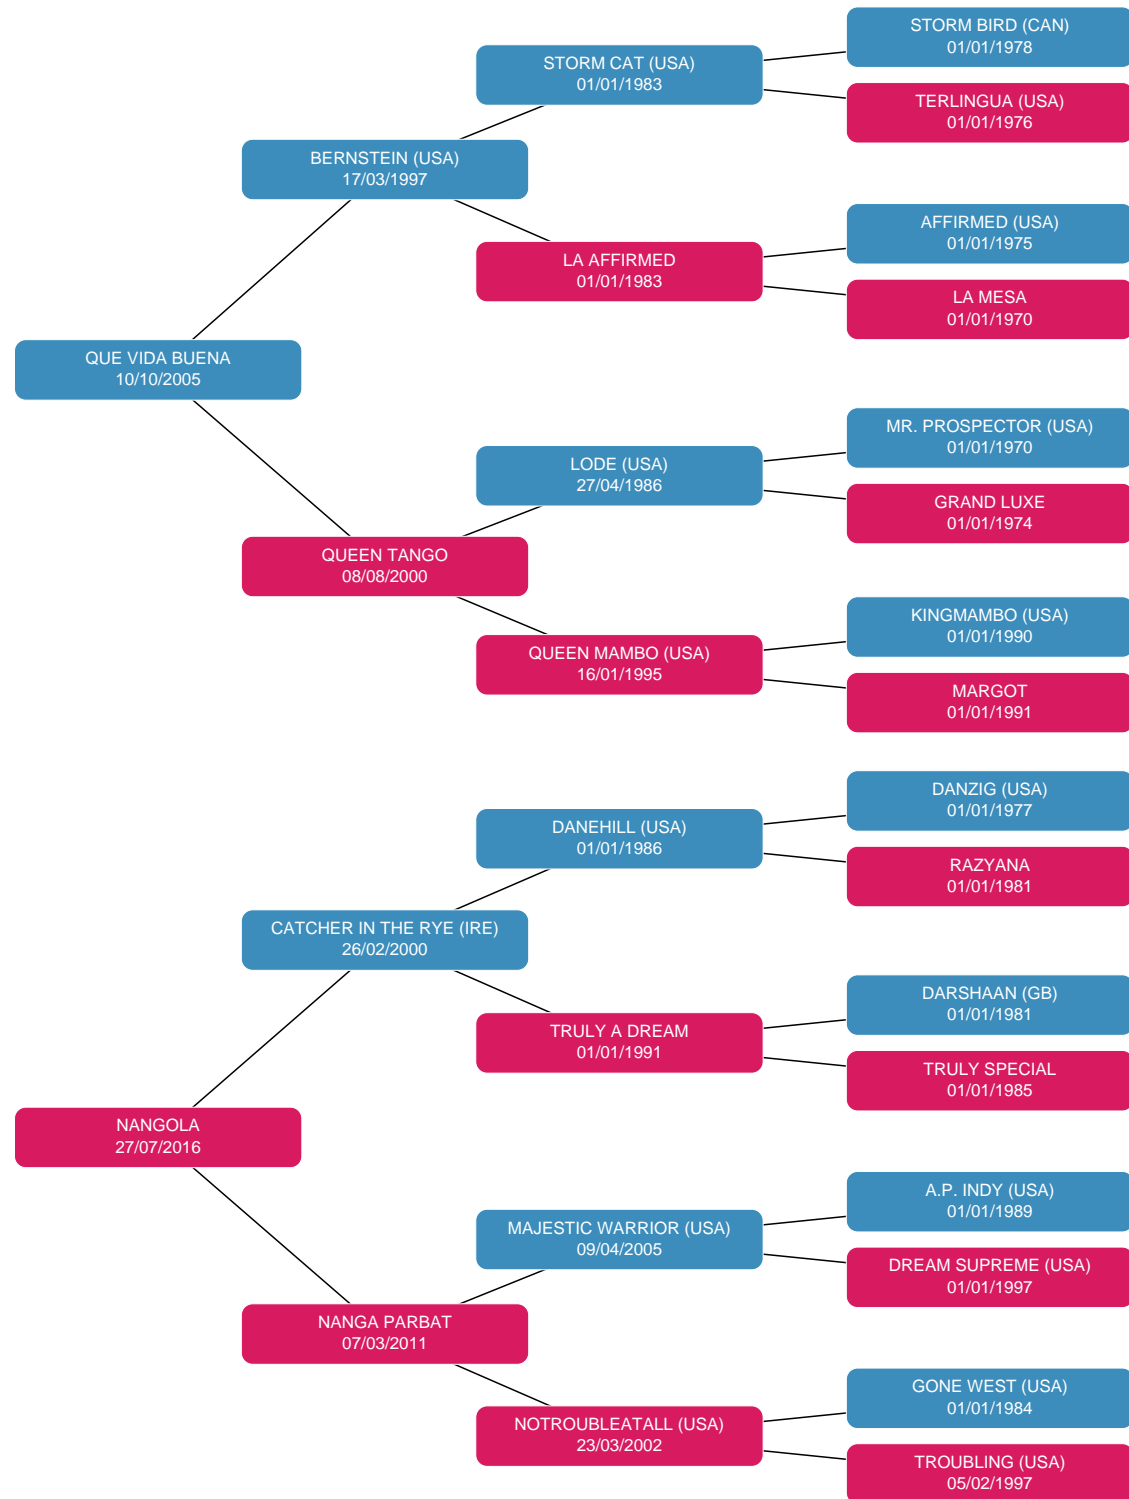 STORM BIRD (CAN)
01/01/1978
STORM CAT (USA)
01/01/1983
TERLINGUA (USA)
01/01/1976
BERNSTEIN (USA)
17/03/1997
AFFIRMED (USA)
01/01/1975
LA AFFIRMED
01/01/1983
LA MESA
01/01/1970
QUE VIDA BUENA
10/10/2005
MR. PROSPECTOR (USA)
01/01/1970
LODE (USA)
27/04/1986
GRAND LUXE
01/01/1974
QUEEN TANGO
08/08/2000
KINGMAMBO (USA)
01/01/1990
QUEEN MAMBO (USA)
16/01/1995
MARGOT
01/01/1991
DANZIG (USA)
01/01/1977
DANEHILL (USA)
01/01/1986
RAZYANA
01/01/1981
CATCHER IN THE RYE (IRE)
26/02/2000
DARSHAAN (GB)
01/01/1981
TRULY A DREAM
01/01/1991
TRULY SPECIAL
01/01/1985
NANGOLA
27/07/2016
A.P. INDY (USA)
01/01/1989
MAJESTIC WARRIOR (USA)
09/04/2005
DREAM SUPREME (USA)
01/01/1997
NANGA PARBAT
07/03/2011
GONE WEST (USA)
01/01/1984
NOTROUBLEATALL (USA)
23/03/2002
TROUBLING (USA)
05/02/1997